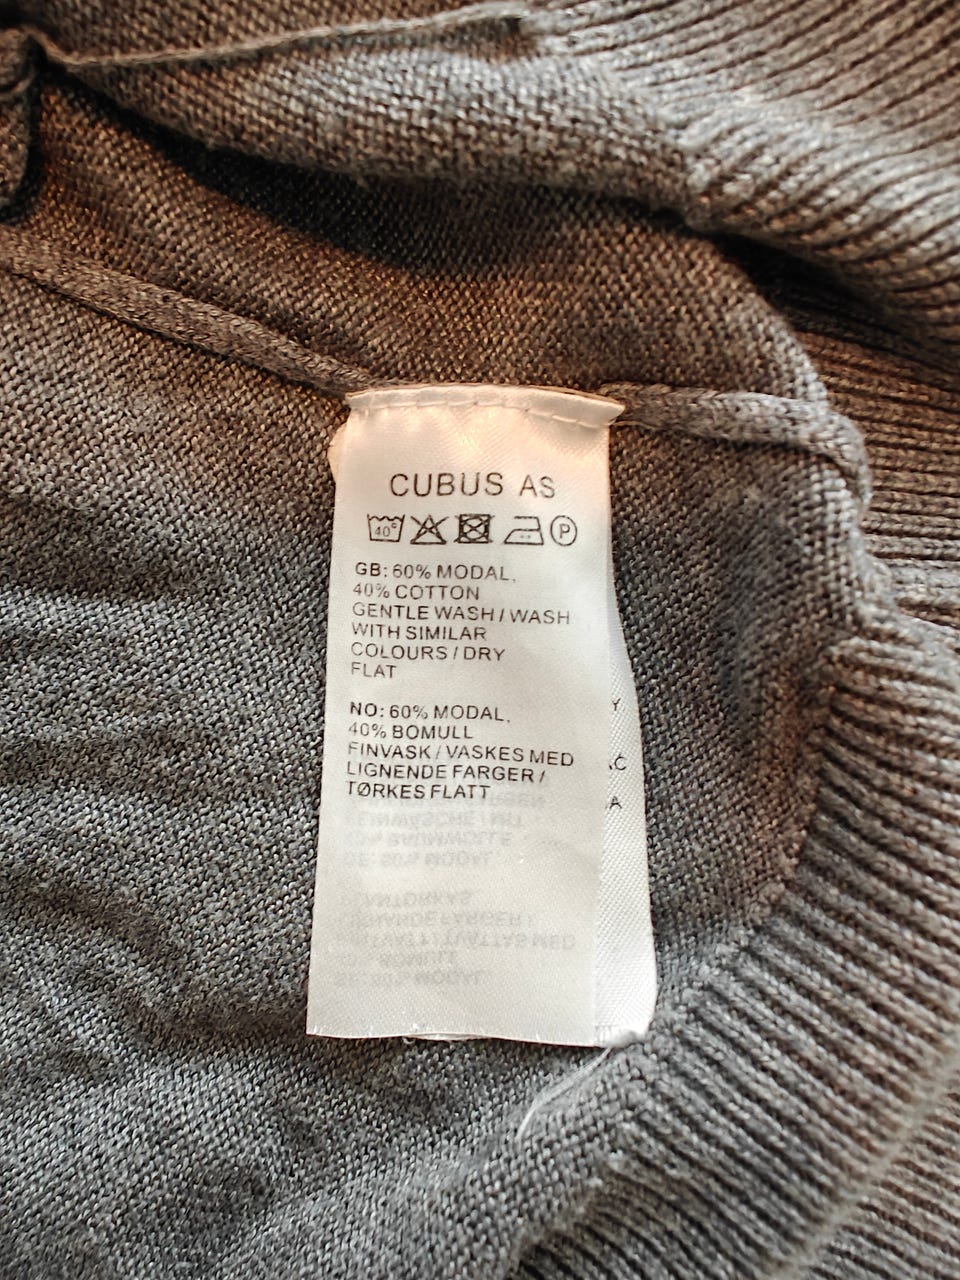 CUBUS AS
40°C P
GB: 60% MODAL,
40% COTTON
GENTLE WASH / WASH
WITH SIMILAR
COLOURS / DRY
FLAT
NO: 60% MODAL,
40% BOMULL
FINVASK / VASKES MED
LIGNENDE FARGER /
TØRKES FLATT